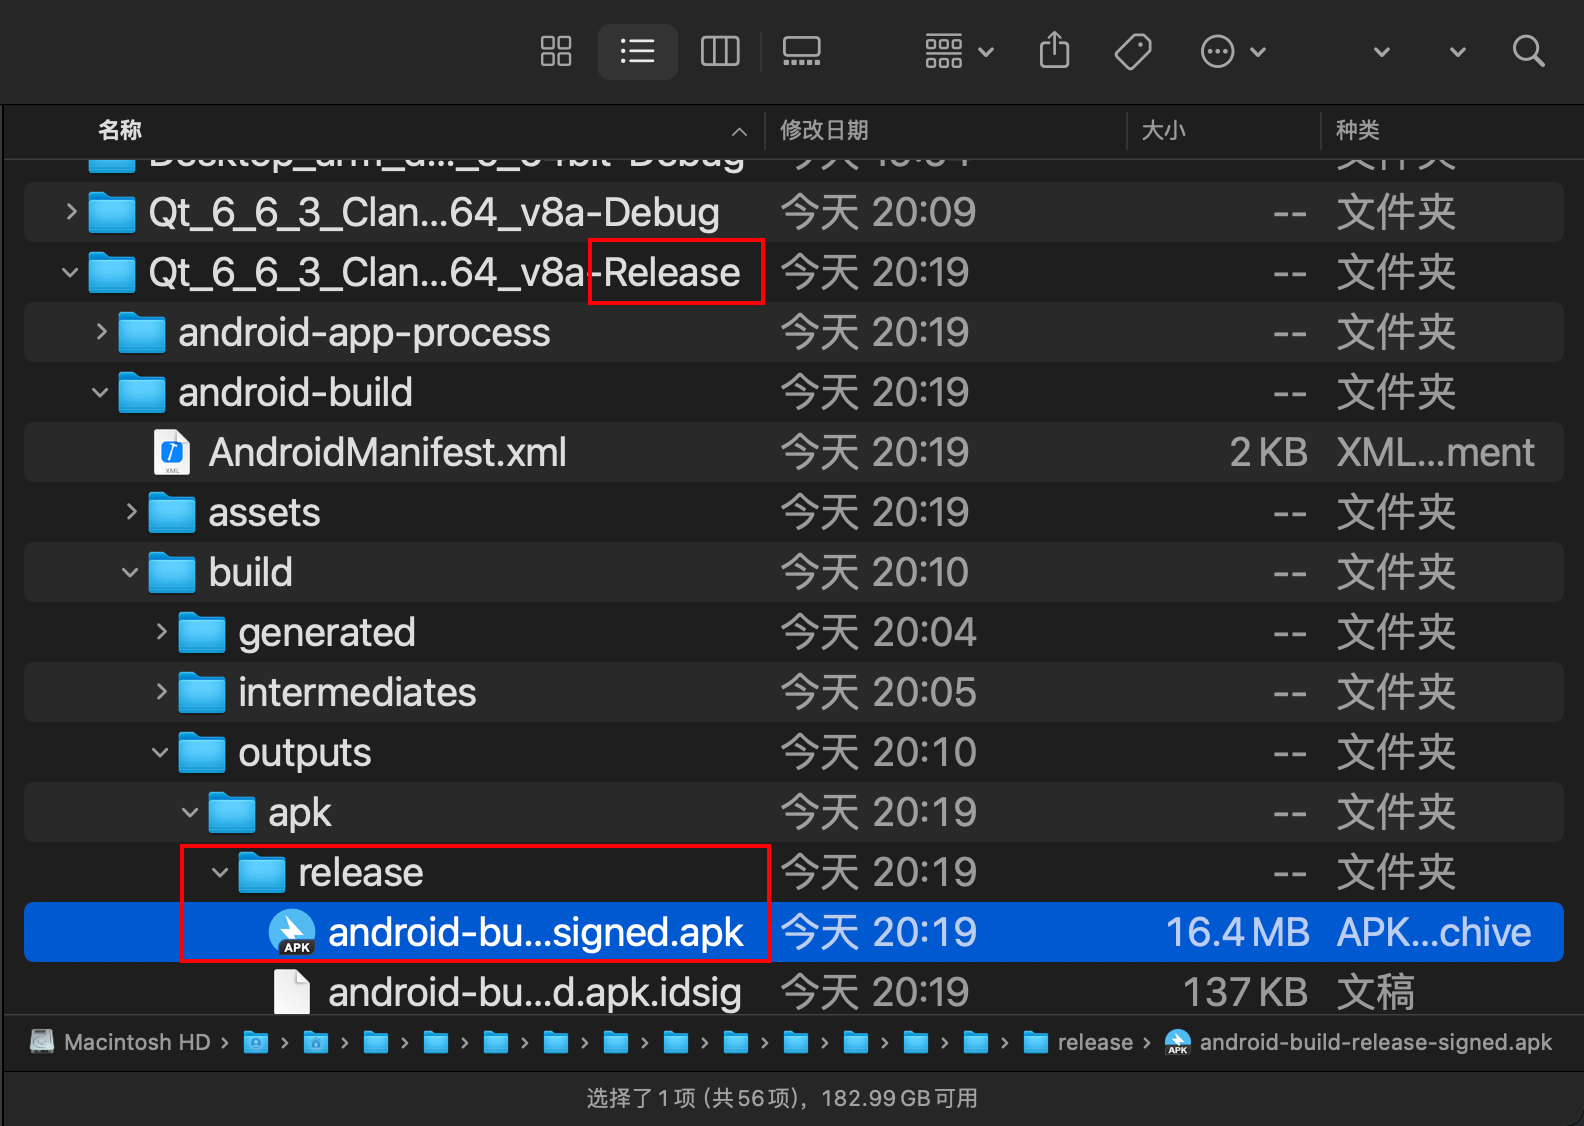 名称 修改日期 大小 种类
Desktop_arm_d..._6_64bit-Debug
Qt_6_6_3_Clan...64_v8a-Debug 今天 20:09 -- 文件夹
Qt_6_6_3_Clan...64_v8a-Release 今天 20:19 -- 文件夹
android-app-process 今天 20:19 -- 文件夹
android-build 今天 20:19 -- 文件夹
XML AndroidManifest.xml 今天 20:19 2 KB XML...ment
assets 今天 20:19 -- 文件夹
build 今天 20:10 -- 文件夹
generated 今天 20:04 -- 文件夹
intermediates 今天 20:05 -- 文件夹
outputs 今天 20:10 -- 文件夹
apk 今天 20:19 -- 文件夹
release 今天 20:19 -- 文件夹
APK android-bu...signed.apk 今天 20:19 16.4 MB APK...chive
android-bu...d.apk.idsig 今天 20:19 137 KB 文稿
Macintosh HD release APK android-build-release-signed.apk
选择了1项 (共56项)，182.99 GB 可用